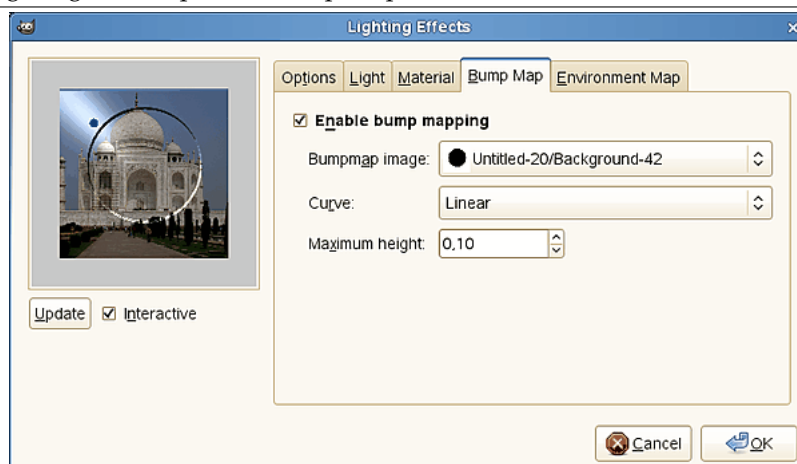 Lighting Effects
Options Light Material Bump Map Environment Map
Enable bump mapping
Bumpmap image: Untitled-20/Background-42
Curve: Linear
Maximum height: 0,10
Update Interactive
Cancel OK